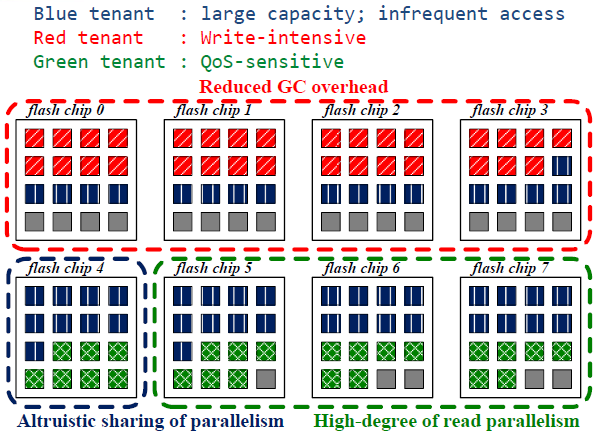 Blue tenant : large capacity; infrequent access
Red tenant : Write-intensive
Green tenant : QoS-sensitive
Reduced GC overhead
flash chip 0 flash chip 1 flash chip 2 flash chip 3
flash chip 4 flash chip 5 flash chip 6 flash chip 7
Altruistic sharing of parallelism High-degree of read parallelism